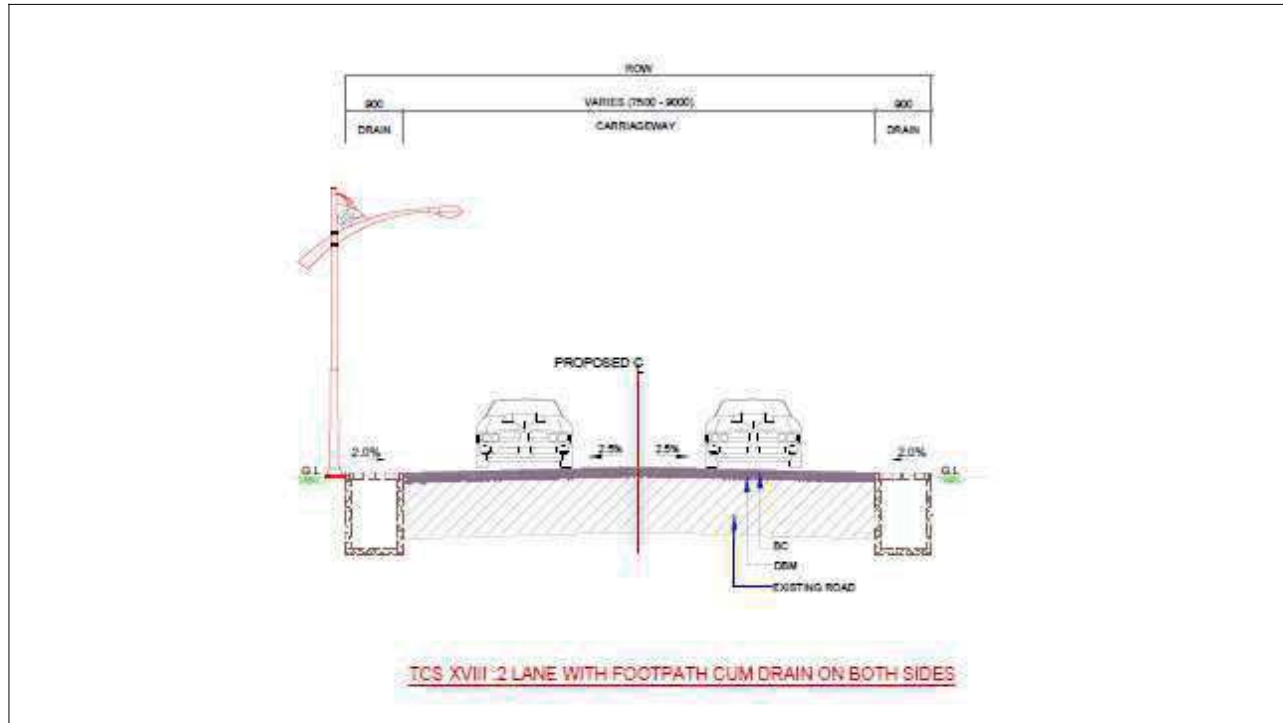 ROW
900 VARIES (7500 - 9000) 900
DRAIN CARRIAGEWAY DRAIN
PROPOSED C
2.0% 2.5% 2.5% 2.0%
G.L G.L
BC
DBM
EXISTING ROAD
TCS XVIII :2 LANE WITH FOOTPATH CUM DRAIN ON BOTH SIDES